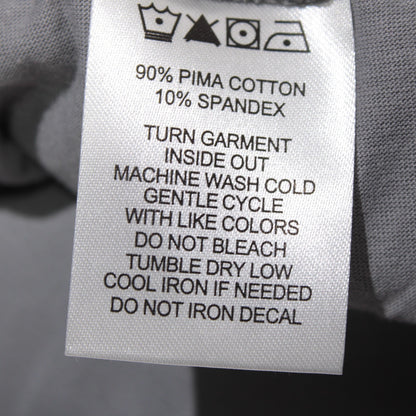 90% PIMA COTTON
10% SPANDEX
TURN GARMENT
INSIDE OUT
MACHINE WASH COLD
GENTLE CYCLE
WITH LIKE COLORS
DO NOT BLEACH
TUMBLE DRY LOW
COOL IRON IF NEEDED
DO NOT IRON DECAL